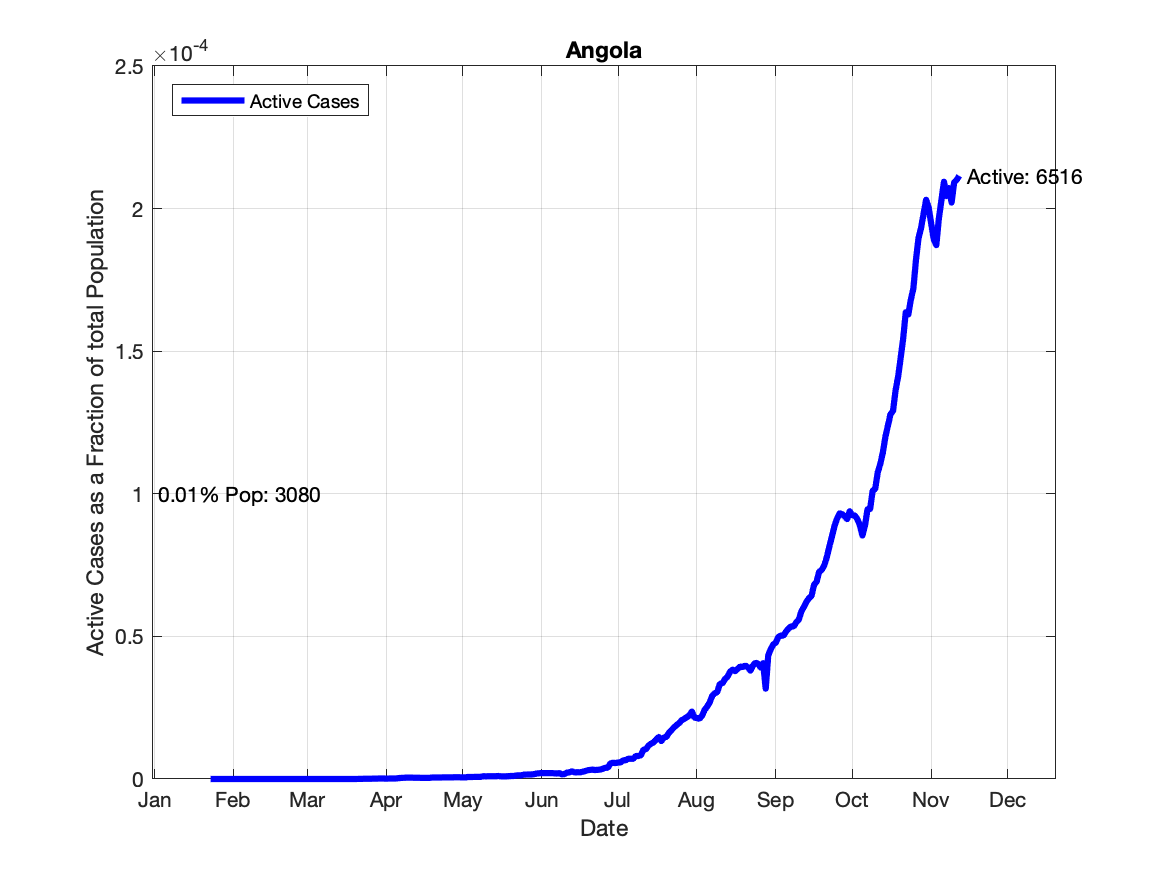 Angola
×10-4
2.5
2
1.5
1
0.5
0
Active Cases
Active: 6516
0.01% Pop: 3080
Active Cases as a Fraction of total Population
Jan Feb Mar Apr May Jun Jul Aug Sep Oct Nov Dec
Date